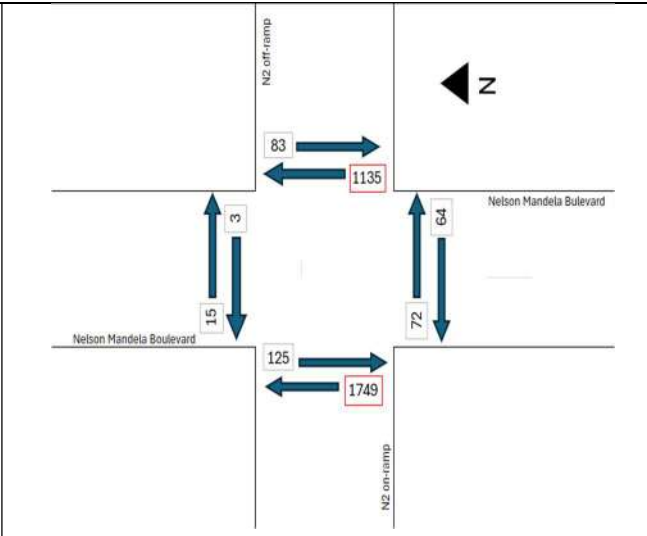 N2 off-ramp
N
83
1135
Nelson Mandela Bulevard
3
64
15
72
Nelson Mandela Boulevard
125
1749
N2 on-ramp